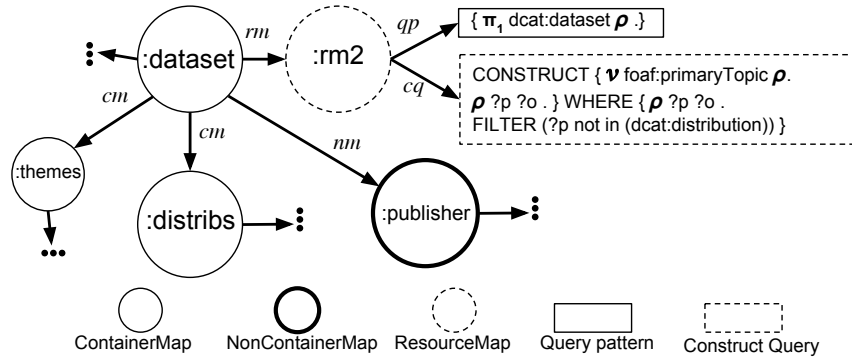 :dataset
rm
:rm2
qp
{ π1 dcat:dataset ρ .}
cq
CONSTRUCT { ν foaf:primaryTopic ρ.
ρ ?p ?o . } WHERE { ρ ?p ?o .
FILTER (?p not in (dcat:distribution)) }
cm
cm
nm
:themes
:distribs
:publisher
ContainerMap
NonContainerMap
ResourceMap
Query pattern
Construct Query